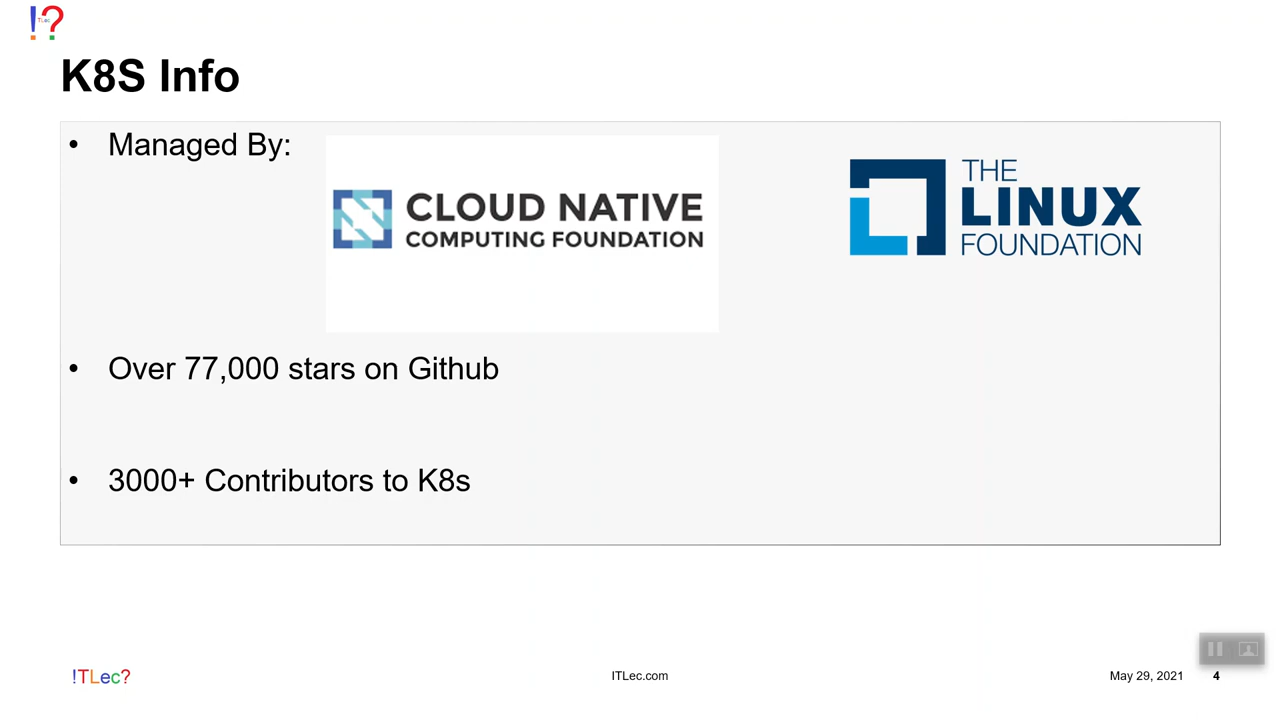 !?
TLec
K8S Info
• Managed By:
CLOUD NATIVE
COMPUTING FOUNDATION
THE
LINUX
FOUNDATION
• Over 77,000 stars on Github
• 3000+ Contributors to K8s
!TLec?
ITLec.com
May 29, 2021
4